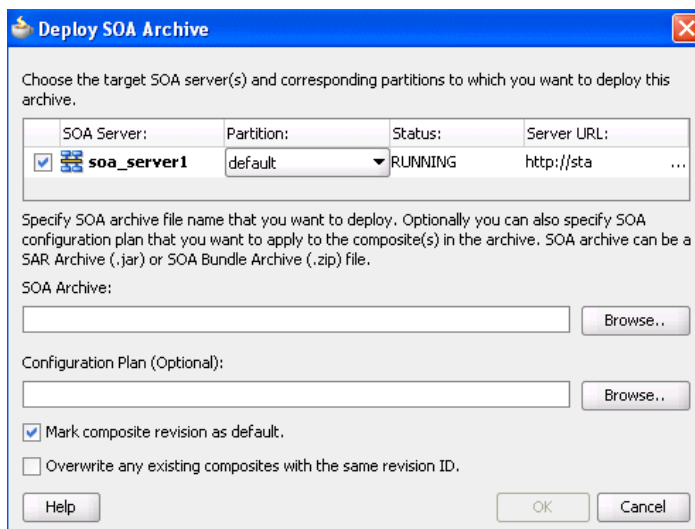 Deploy SOA Archive
Choose the target SOA server(s) and corresponding partitions to which you want to deploy this
archive.
SOA Server: Partition: Status: Server URL:
soa_server1 default RUNNING http://sta ...
Specify SOA archive file name that you want to deploy. Optionally you can also specify SOA
configuration plan that you want to apply to the composite(s) in the archive. SOA archive can be a
SAR Archive (.jar) or SOA Bundle Archive (.zip) file.
SOA Archive:
Browse..
Configuration Plan (Optional):
Browse..
Mark composite revision as default.
Overwrite any existing composites with the same revision ID.
Help OK Cancel